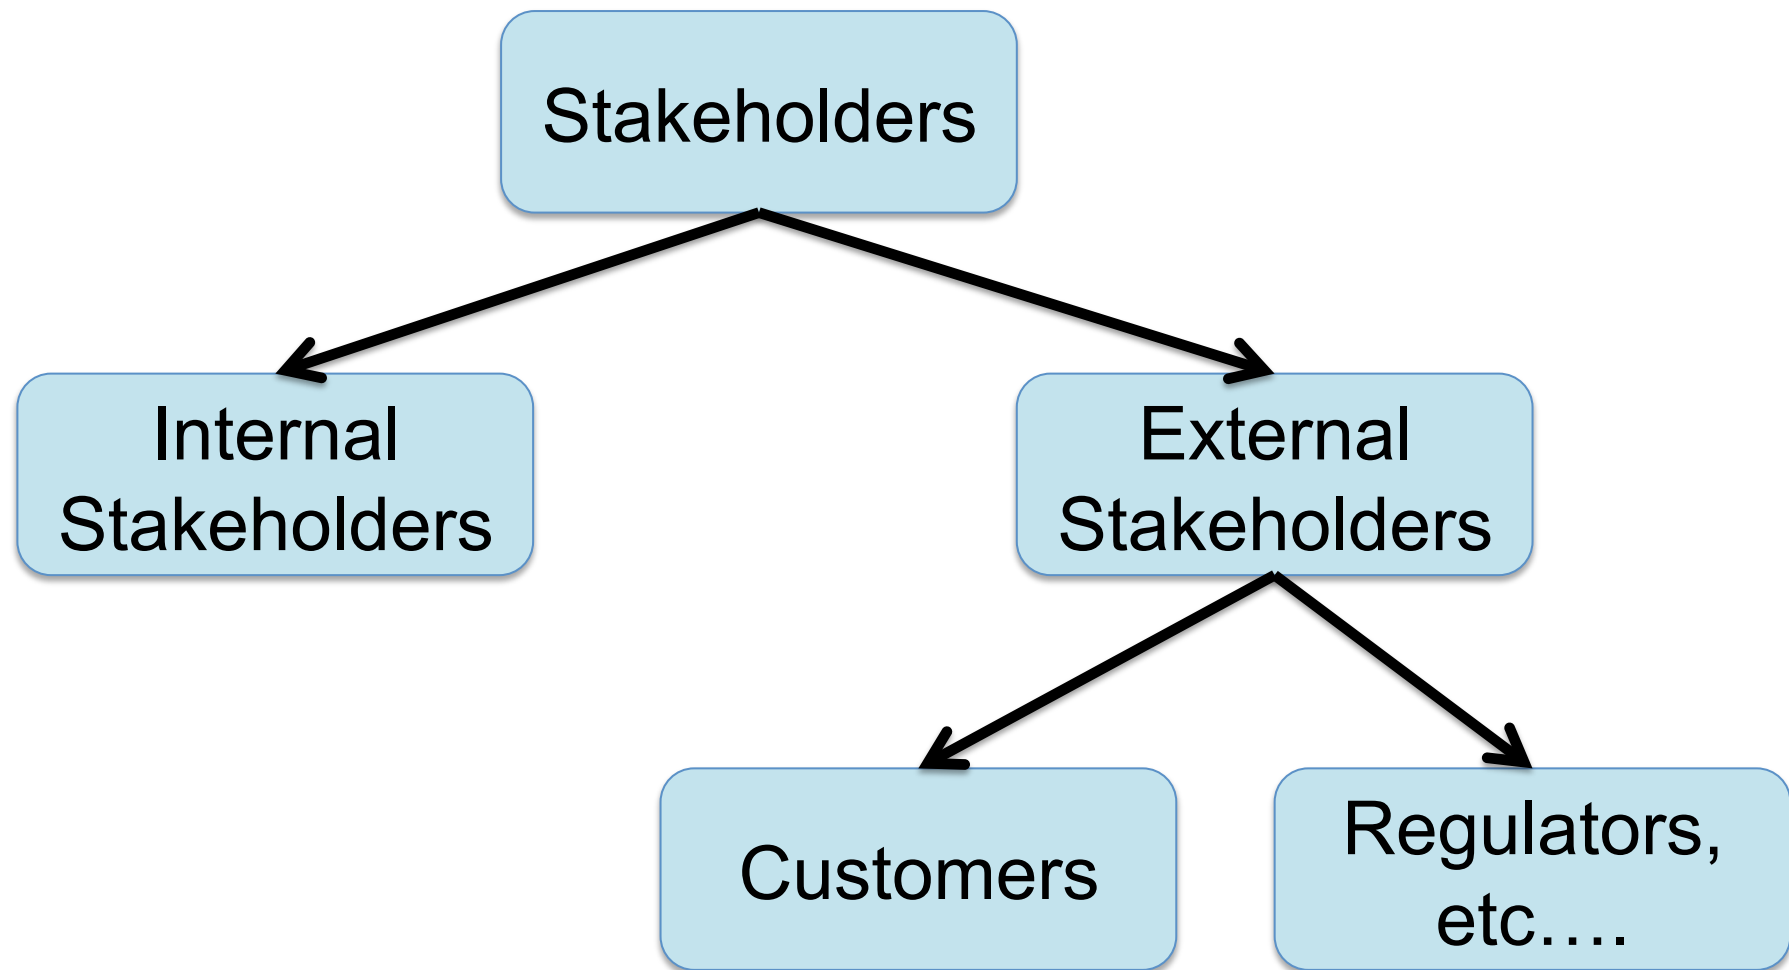 Stakeholders
Internal
Stakeholders
External
Stakeholders
Customers
Regulators,
etc….